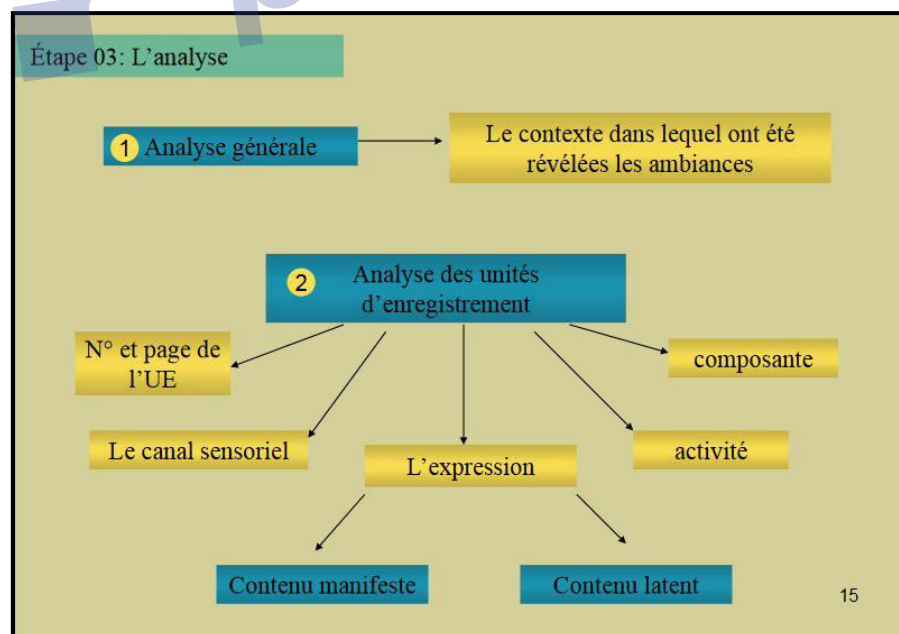 Étape 03: L'analyse
1 Analyse générale
Le contexte dans lequel ont été
révélées les ambiances
2 Analyse des unités
d'enregistrement
N° et page de
l'UE
composante
Le canal sensoriel
L'expression
activité
Contenu manifeste
Contenu latent
15